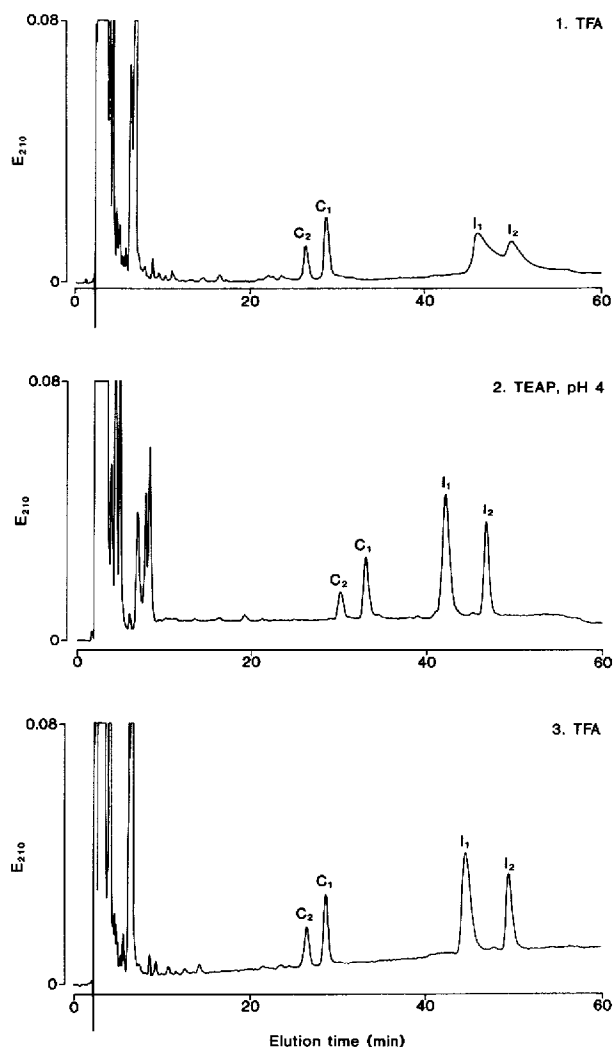 0.08
1. TFA
E₂₁₀
C₂
C₁
I₁
I₂
0
0 20 40 60
0.08
2. TEAP, pH 4
E₂₁₀
C₂
C₁
I₁
I₂
0
0 20 40 60
0.08
3. TFA
E₂₁₀
C₂
C₁
I₁
I₂
0
0 20 40 60
Elution time (min)